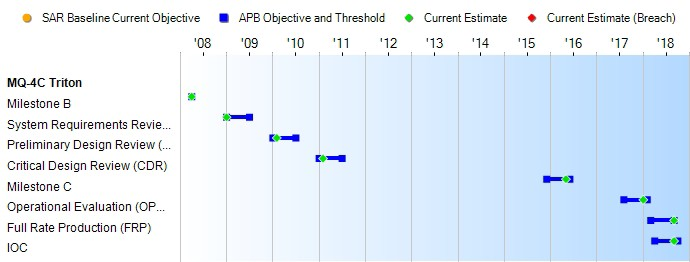 SAR Baseline Current Objective APB Objective and Threshold Current Estimate Current Estimate (Breach)
'08 '09 '10 '11 '12 '13 '14 '15 '16 '17 '18
MQ-4C Triton
Milestone B
System Requirements Revie...
Preliminary Design Review (...
Critical Design Review (CDR)
Milestone C
Operational Evaluation (OP...
Full Rate Production (FRP)
IOC